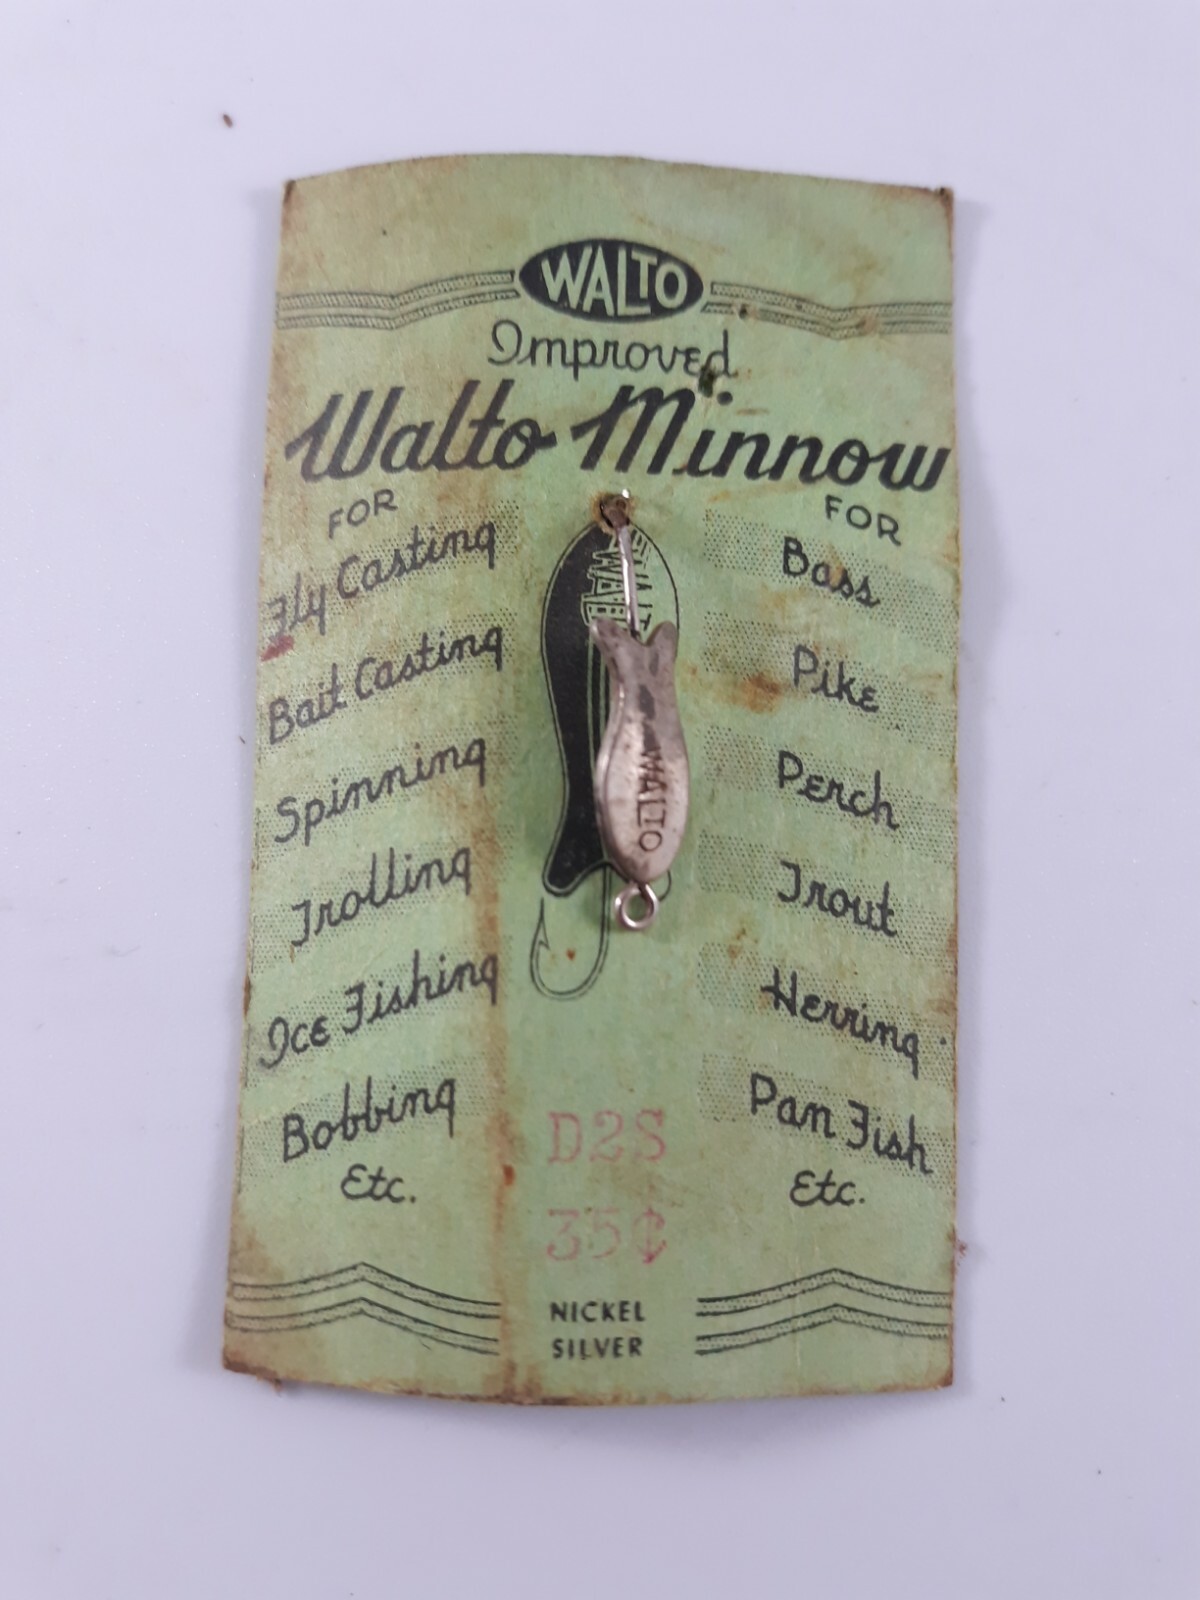 WALTO
Improved
Walto Minnow
FOR
Fly Casting
Bait Casting
Spinning
Trolling
Ice Fishing
Bobbing
Etc.
FOR
Bass
Pike
Perch
Trout
Herring
Pan Fish
Etc.
WALTO
D2S
35¢
NICKEL
SILVER